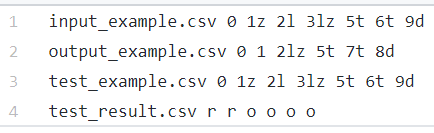 1 input_example.csv 0 1z 2l 3lz 5t 6t 9d
2 output_example.csv 0 1 2lz 5t 7t 8d
3 test_example.csv 0 1z 2l 3lz 5t 6t 9d
4 test_result.csv r r o o o o